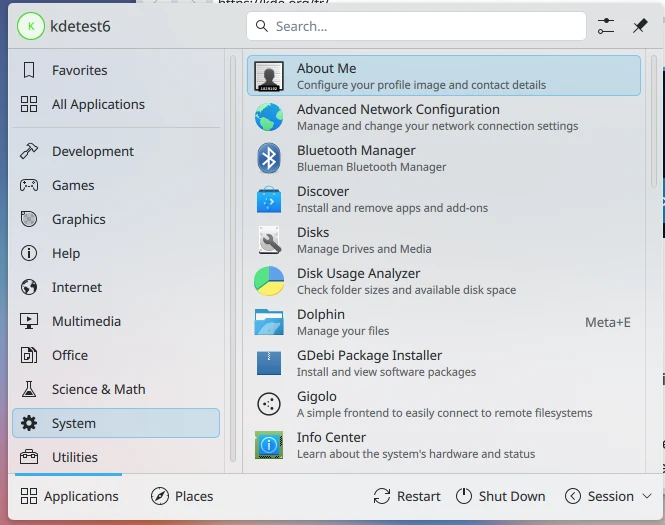 https://kde.org/tr/
K
kdetest6
Search...
Favorites
All Applications
Development
Games
Graphics
Help
Internet
Multimedia
Office
Science & Math
System
Utilities
About Me
Configure your profile image and contact details
Advanced Network Configuration
Manage and change your network connection settings
Bluetooth Manager
Blueman Bluetooth Manager
Discover
Install and remove apps and add-ons
Disks
Manage Drives and Media
Disk Usage Analyzer
Check folder sizes and available disk space
Dolphin
Manage your files
Meta+E
GDebi Package Installer
Install and view software packages
Gigolo
A simple frontend to easily connect to remote filesystems
Info Center
Learn about the system's hardware and status
Applications
Places
Restart
Shut Down
Session